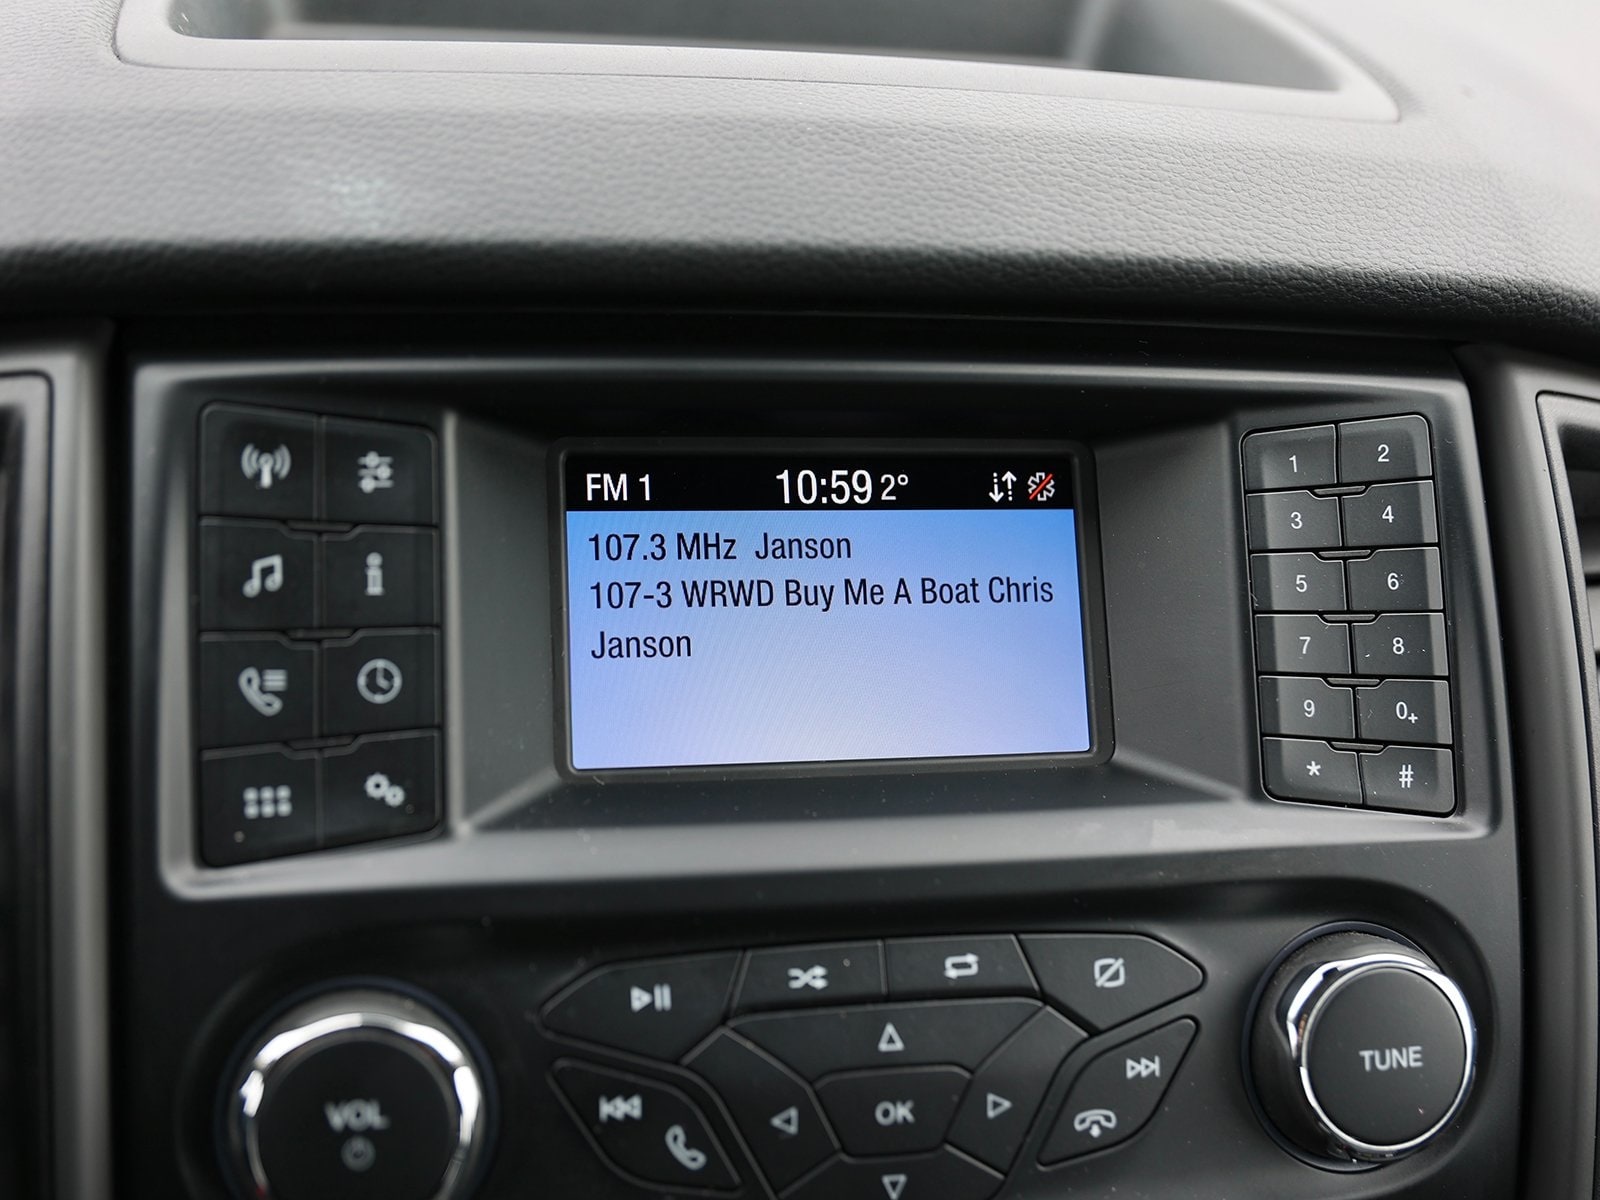 FM 1 10:59 2°
107.3 MHz Janson
107-3 WRWD Buy Me A Boat Chris
Janson
1 2
3 4
5 6
7 8
9 0+
* #
VOL
OK
TUNE